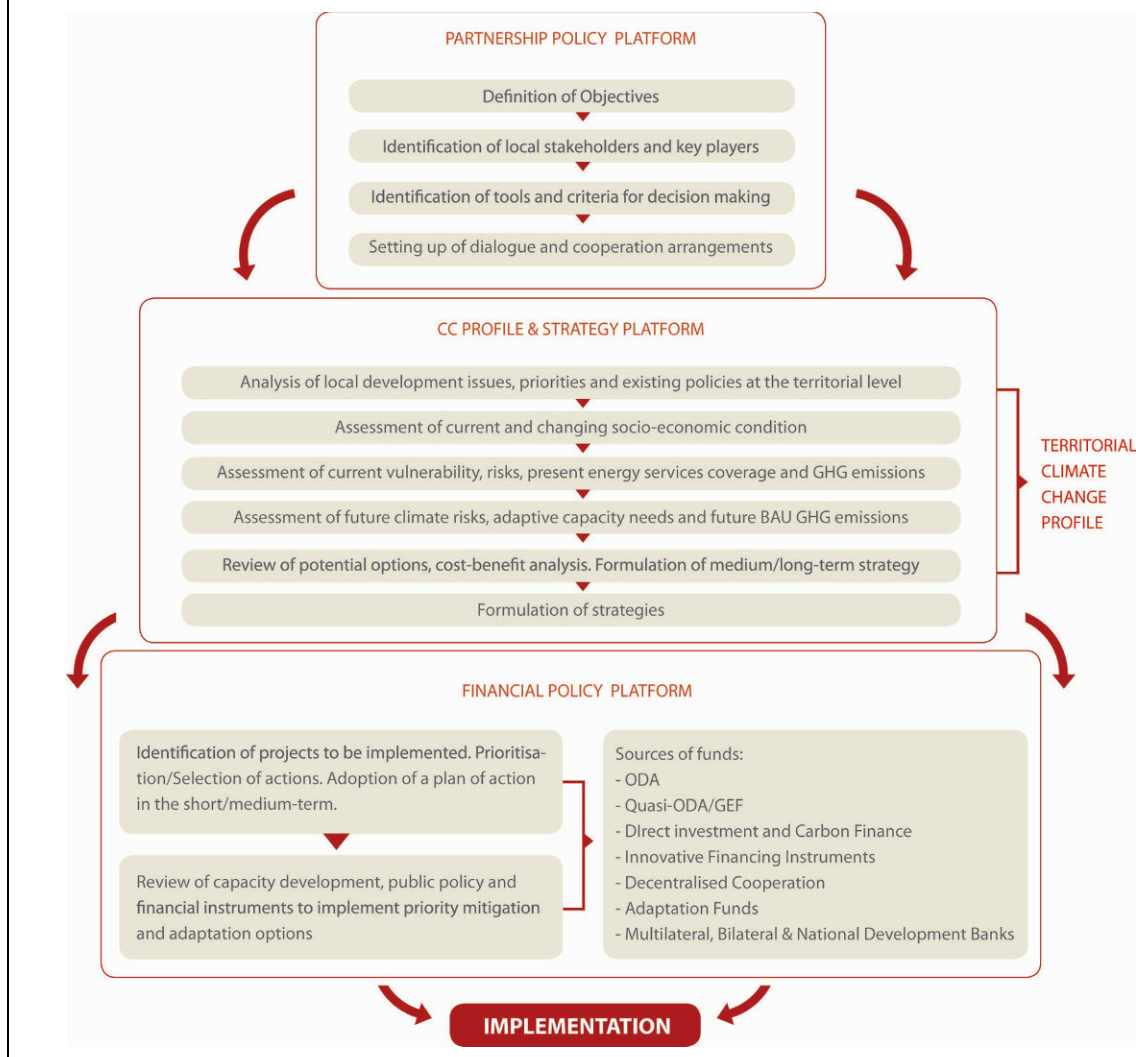 PARTNERSHIP POLICY PLATFORM
Definition of Objectives
Identification of local stakeholders and key players
Identification of tools and criteria for decision making
Setting up of dialogue and cooperation arrangements
CC PROFILE & STRATEGY PLATFORM
Analysis of local development issues, priorities and existing policies at the territorial level
Assessment of current and changing socio-economic condition
Assessment of current vulnerability, risks, present energy services coverage and GHG emissions
Assessment of future climate risks, adaptive capacity needs and future BAU GHG emissions
Review of potential options, cost-benefit analysis. Formulation of medium/long-term strategy
Formulation of strategies
TERRITORIAL
CLIMATE
CHANGE
PROFILE
FINANCIAL POLICY PLATFORM
Identification of projects to be implemented. Prioritisa-
tion/Selection of actions. Adoption of a plan of action
in the short/medium-term.
Review of capacity development, public policy and
financial instruments to implement priority mitigation
and adaptation options
Sources of funds:
- ODA
- Quasi-ODA/GEF
- DIrect investment and Carbon Finance
- Innovative Financing Instruments
- Decentralised Cooperation
- Adaptation Funds
- Multilateral, Bilateral & National Development Banks
IMPLEMENTATION